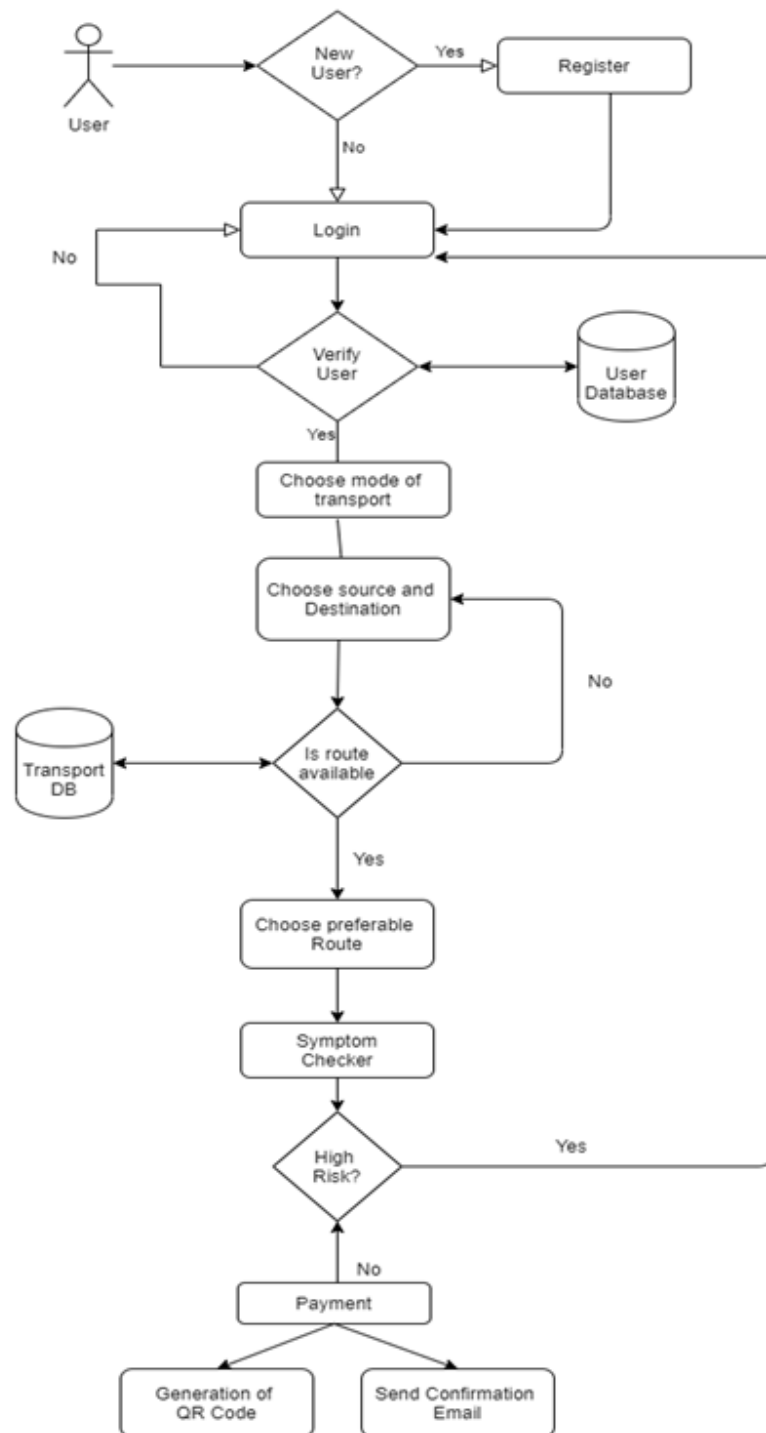 New
User?
Yes
Register
User
No
Login
No
Verify
User
User
Database
Yes
Choose mode of
transport
Choose source and
Destination
No
Is route
available
Transport
DB
Yes
Choose preferable
Route
Symptom
Checker
High
Risk?
Yes
No
Payment
Generation of
QR Code
Send Confirmation
Email